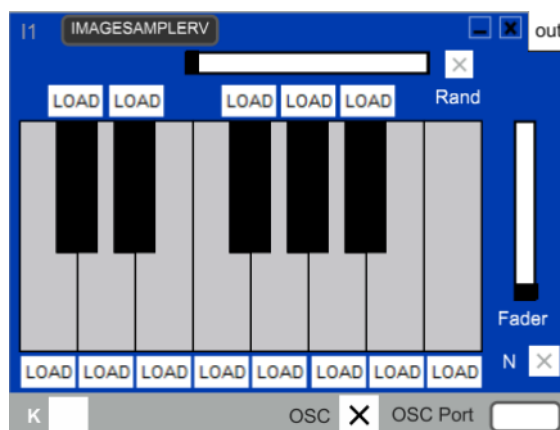 I1 IMAGESAMPLERV out
LOAD LOAD LOAD LOAD LOAD Rand
Fader
LOAD LOAD LOAD LOAD LOAD LOAD LOAD LOAD N
K OSC OSC Port